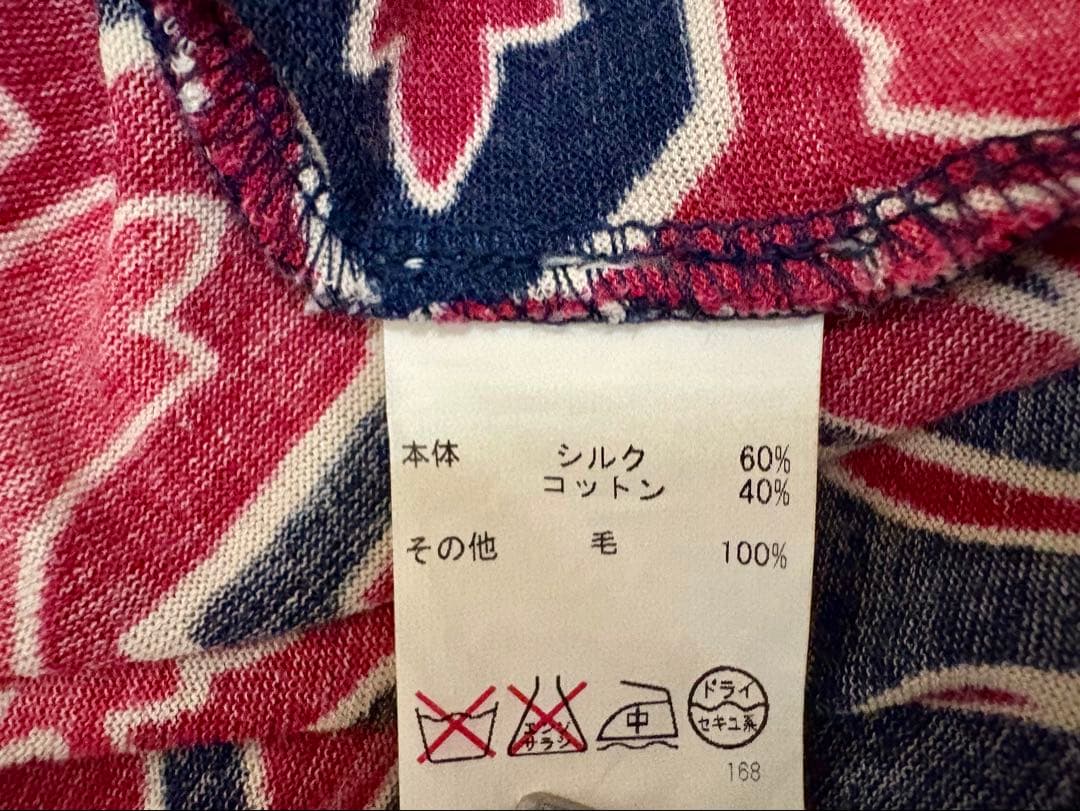 本体 シルク 60%
コットン 40%
その他 毛 100%
エンソサラシ 中 ドライ セキユ系
168